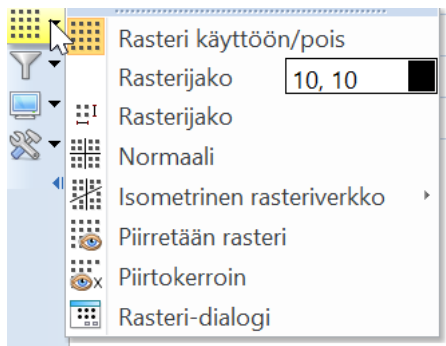 Rasteri käyttöön/pois
Rasterijako 10, 10
Rasterijako
Normaali
Isometrinen rasteriverkko
Piirretään rasteri
Piirtokerroin
Rasteri-dialogi